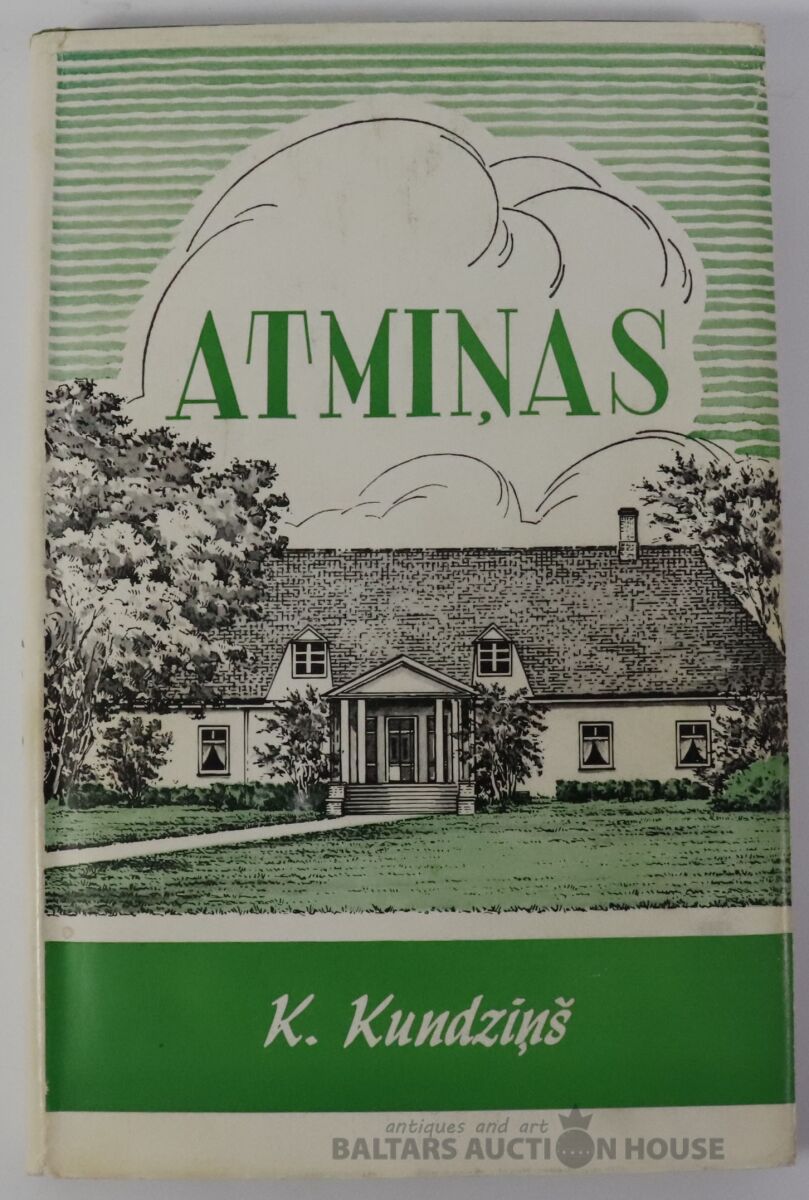 ATMIŅAS
K. Kundziņš
antiques and art
BALTARS AUCTION HOUSE